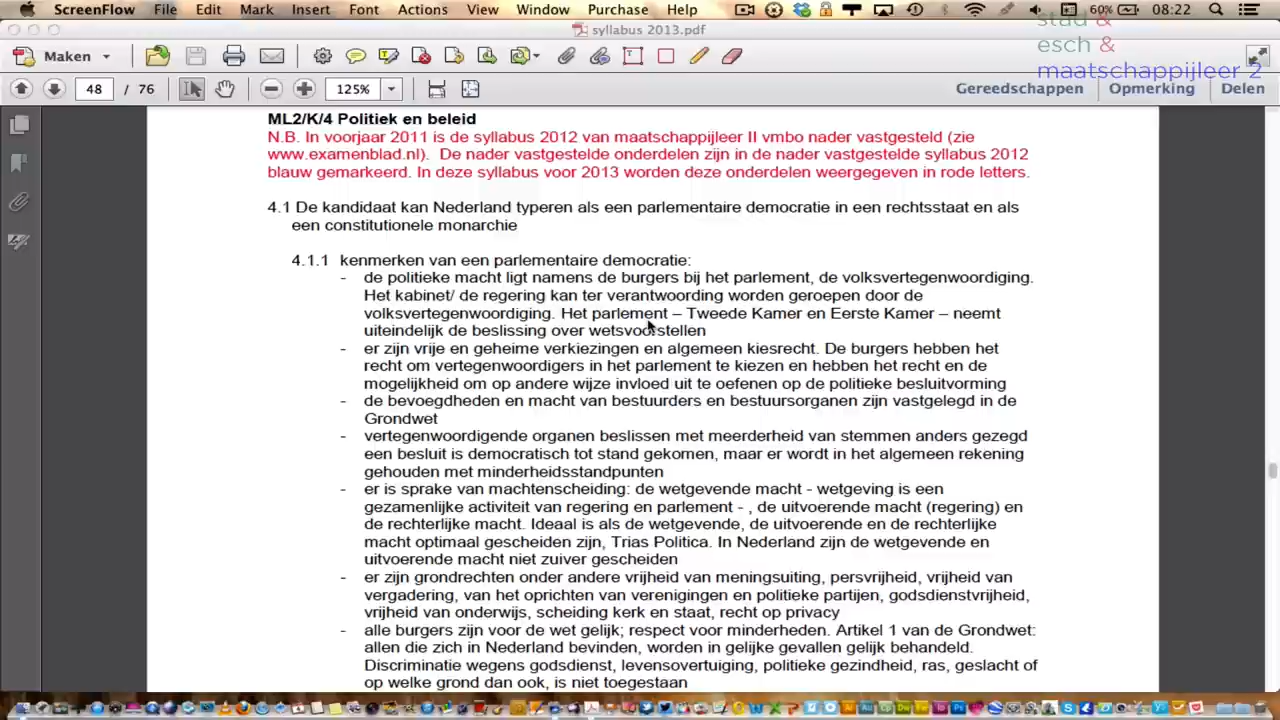 ScreenFlow File Edit Mark Insert Font Actions View Window Purchase Help 60% 08:22
syllabus 2013.pdf
stad &
esch &
maatschappijleer 2
Maken
48 / 76 125% Gereedschappen Opmerking Delen
ML2/K/4 Politiek en beleid
N.B. In voorjaar 2011 is de syllabus 2012 van maatschappijleer II vmbo nader vastgesteld (zie
www.examenblad.nl). De nader vastgestelde onderdelen zijn in de nader vastgestelde syllabus 2012
blauw gemarkeerd. In deze syllabus voor 2013 worden deze onderdelen weergegeven in rode letters.
4.1 De kandidaat kan Nederland typeren als een parlementaire democratie in een rechtsstaat en als
een constitutionele monarchie
4.1.1 kenmerken van een parlementaire democratie:
- de politieke macht ligt namens de burgers bij het parlement, de volksvertegenwoordiging.
Het kabinet/ de regering kan ter verantwoording worden geroepen door de
volksvertegenwoordiging. Het parlement – Tweede Kamer en Eerste Kamer – neemt
uiteindelijk de beslissing over wetsvoorstellen
- er zijn vrije en geheime verkiezingen en algemeen kiesrecht. De burgers hebben het
recht om vertegenwoordigers in het parlement te kiezen en hebben het recht en de
mogelijkheid om op andere wijze invloed uit te oefenen op de politieke besluitvorming
- de bevoegdheden en macht van bestuurders en bestuursorganen zijn vastgelegd in de
Grondwet
- vertegenwoordigende organen beslissen met meerderheid van stemmen anders gezegd
een besluit is democratisch tot stand gekomen, maar er wordt in het algemeen rekening
gehouden met minderheidsstandpunten
- er is sprake van machtenscheiding: de wetgevende macht - wetgeving is een
gezamenlijke activiteit van regering en parlement - , de uitvoerende macht (regering) en
de rechterlijke macht. Ideaal is als de wetgevende, de uitvoerende en de rechterlijke
macht optimaal gescheiden zijn, Trias Politica. In Nederland zijn de wetgevende en
uitvoerende macht niet zuiver gescheiden
- er zijn grondrechten onder andere vrijheid van meningsuiting, persvrijheid, vrijheid van
vergadering, van het oprichten van verenigingen en politieke partijen, godsdienstvrijheid,
vrijheid van onderwijs, scheiding kerk en staat, recht op privacy
- alle burgers zijn voor de wet gelijk; respect voor minderheden. Artikel 1 van de Grondwet:
allen die zich in Nederland bevinden, worden in gelijke gevallen gelijk behandeld.
Discriminatie wegens godsdienst, levensovertuiging, politieke gezindheid, ras, geslacht of
op welke grond dan ook, is niet toegestaan